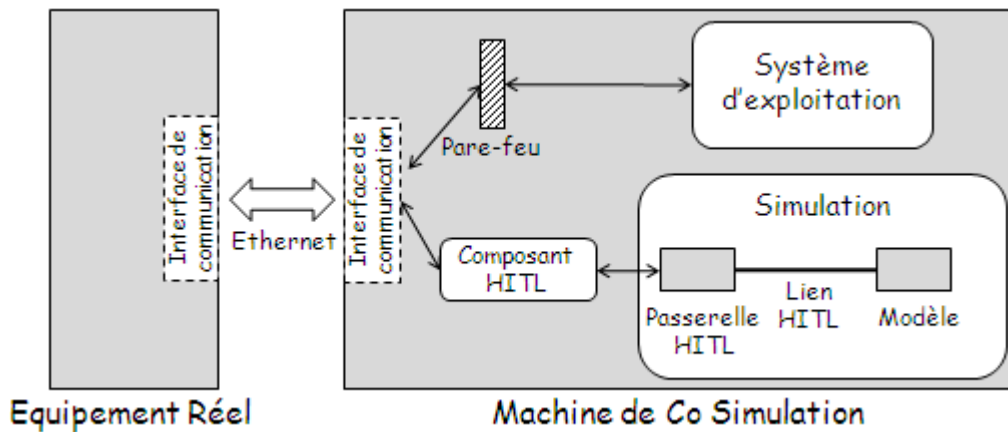 Interface de
communication
Ethernet
Interface de
communication
Pare-feu
Système
d'exploitation
Composant
HITL
Simulation
Passerelle
HITL
Lien
HITL
Modèle
Equipement Réel
Machine de Co Simulation